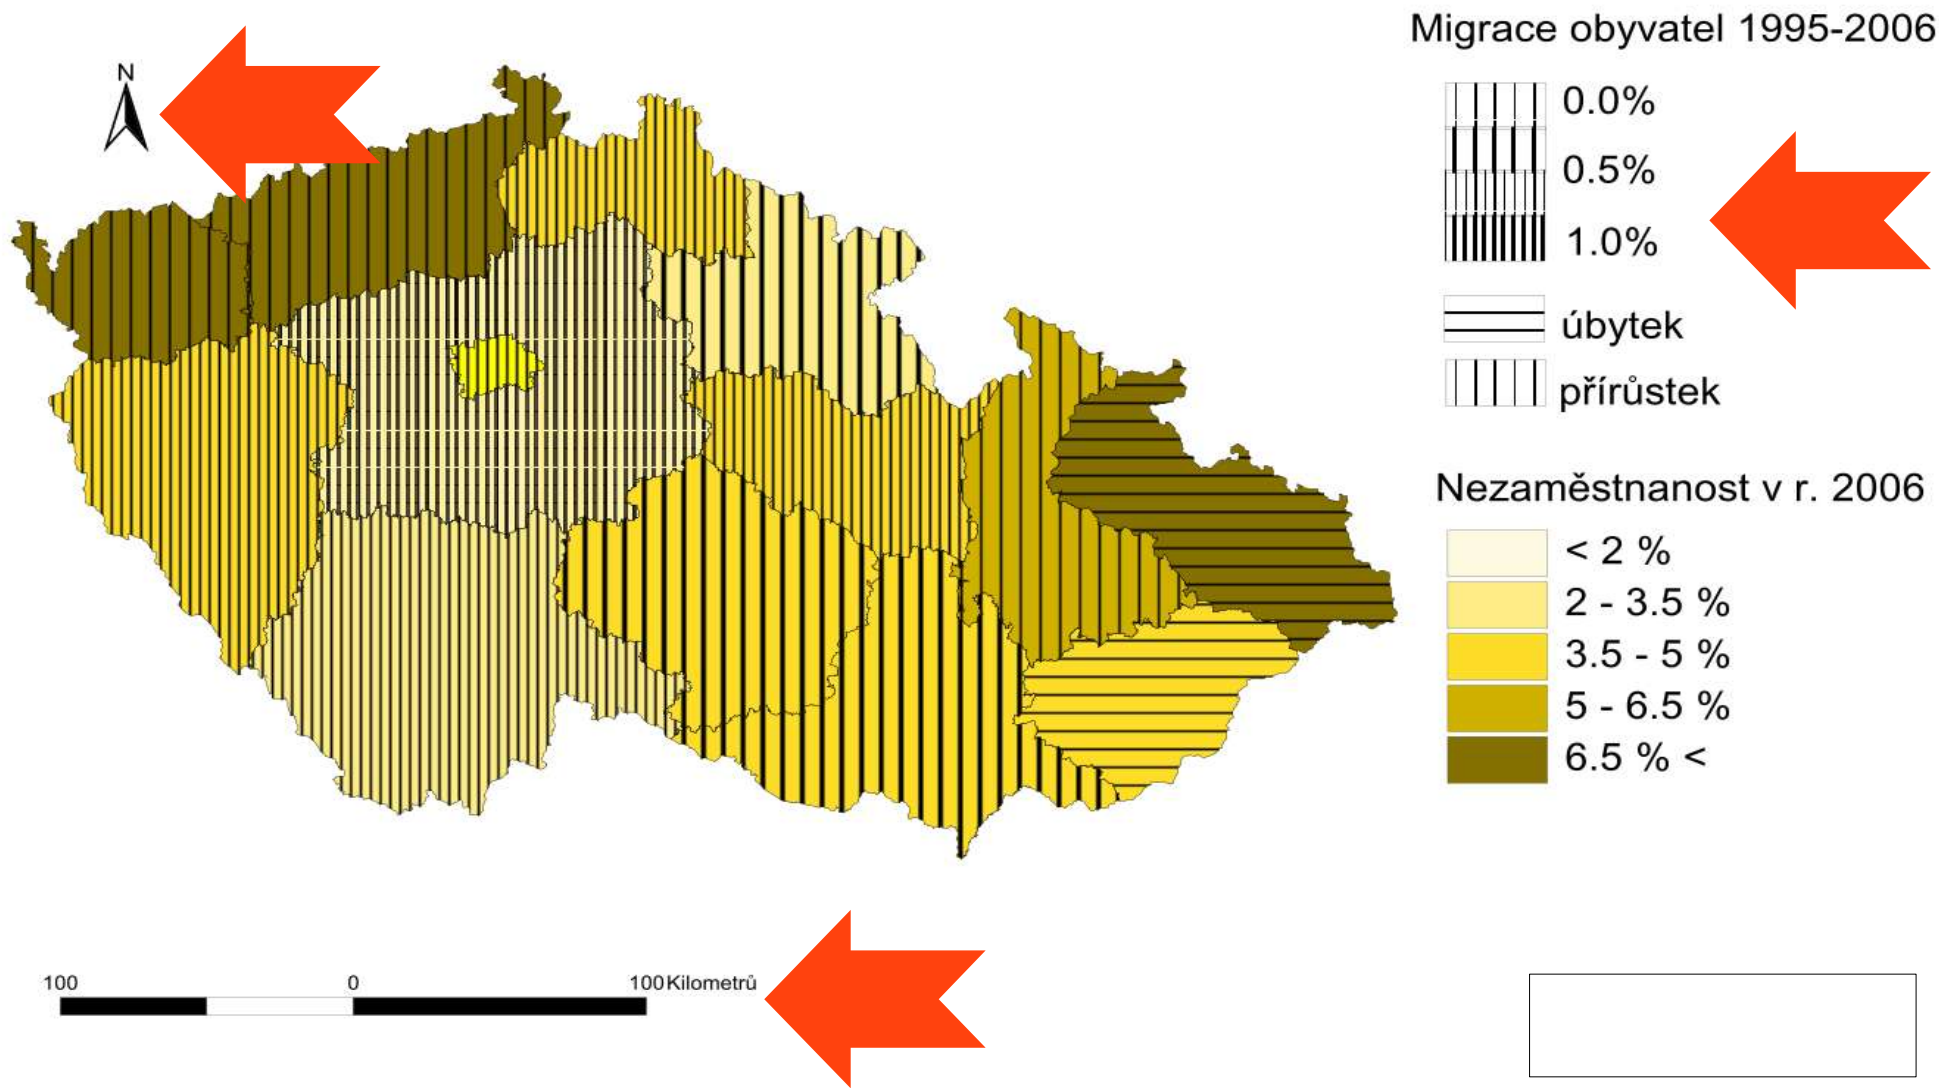 Migrace obyvatel 1995-2006
N
0.0%
0.5%
1.0%
úbytek
přírůstek
Nezaměstnanost v r. 2006
< 2 %
2 - 3.5 %
3.5 - 5 %
5 - 6.5 %
6.5 % <
100 0 100 Kilometrů